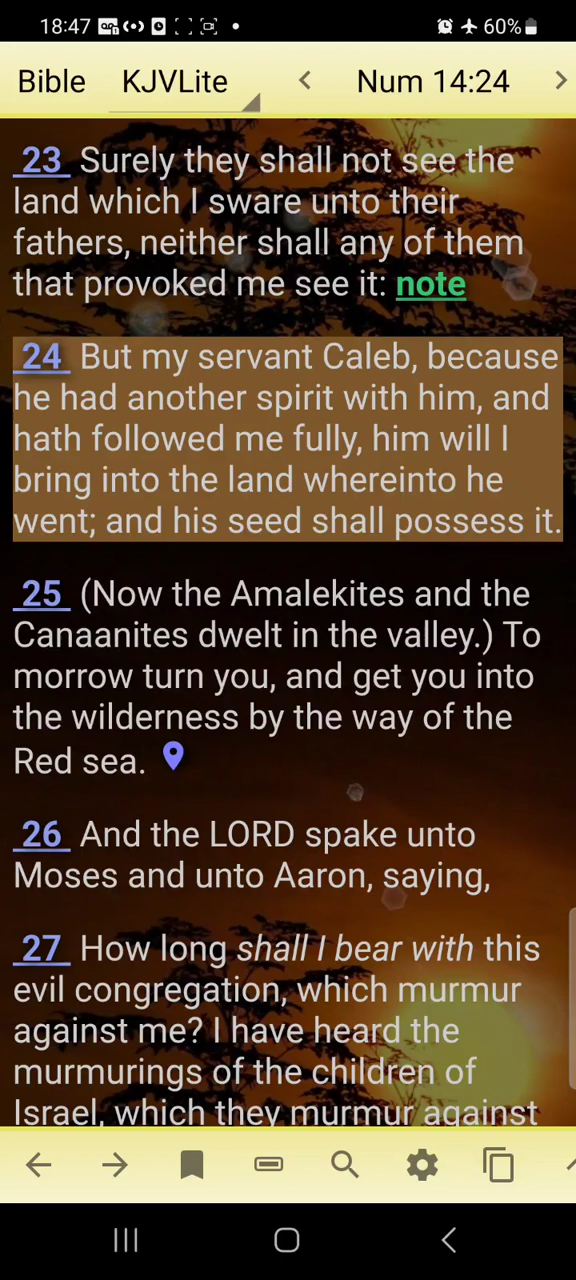 18:47 60%
Bible KJVLite < Num 14:24 >
23 Surely they shall not see the
land which I sware unto their
fathers, neither shall any of them
that provoked me see it: note
24 But my servant Caleb, because
he had another spirit with him, and
hath followed me fully, him will I
bring into the land whereinto he
went; and his seed shall possess it.
25 (Now the Amalekites and the
Canaanites dwelt in the valley.) To
morrow turn you, and get you into
the wilderness by the way of the
Red sea.
26 And the LORD spake unto
Moses and unto Aaron, saying,
27 How long shall I bear with this
evil congregation, which murmur
against me? I have heard the
murmurings of the children of
Israel, which they murmur against